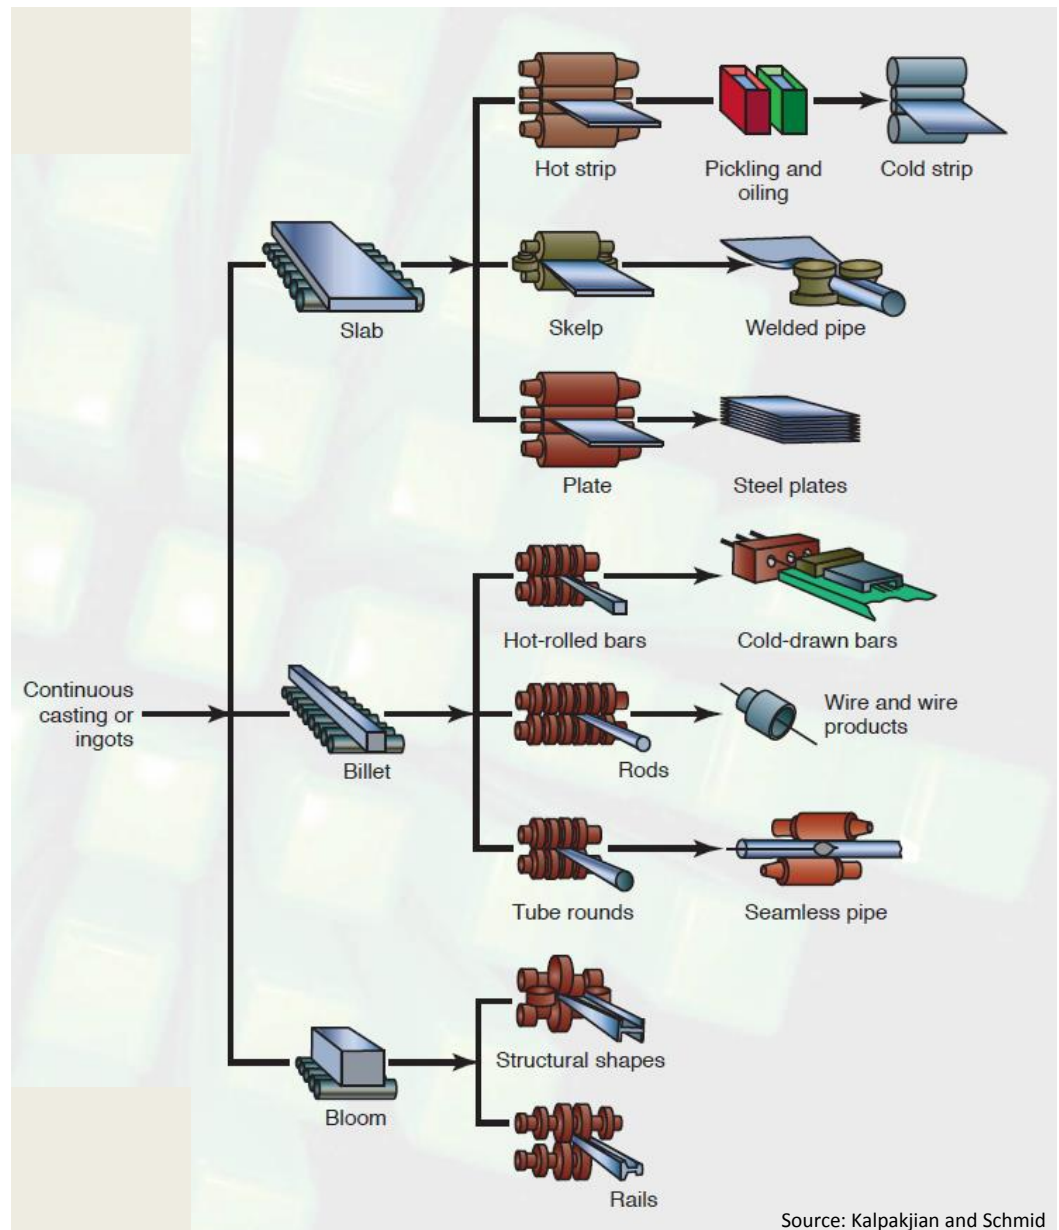 Hot strip
Pickling and
oiling
Cold strip
Slab
Skelp
Welded pipe
Plate
Steel plates
Hot-rolled bars
Cold-drawn bars
Continuous
casting or
ingots
Billet
Rods
Wire and wire
products
Tube rounds
Seamless pipe
Structural shapes
Bloom
Rails
Source: Kalpakjian and Schmid